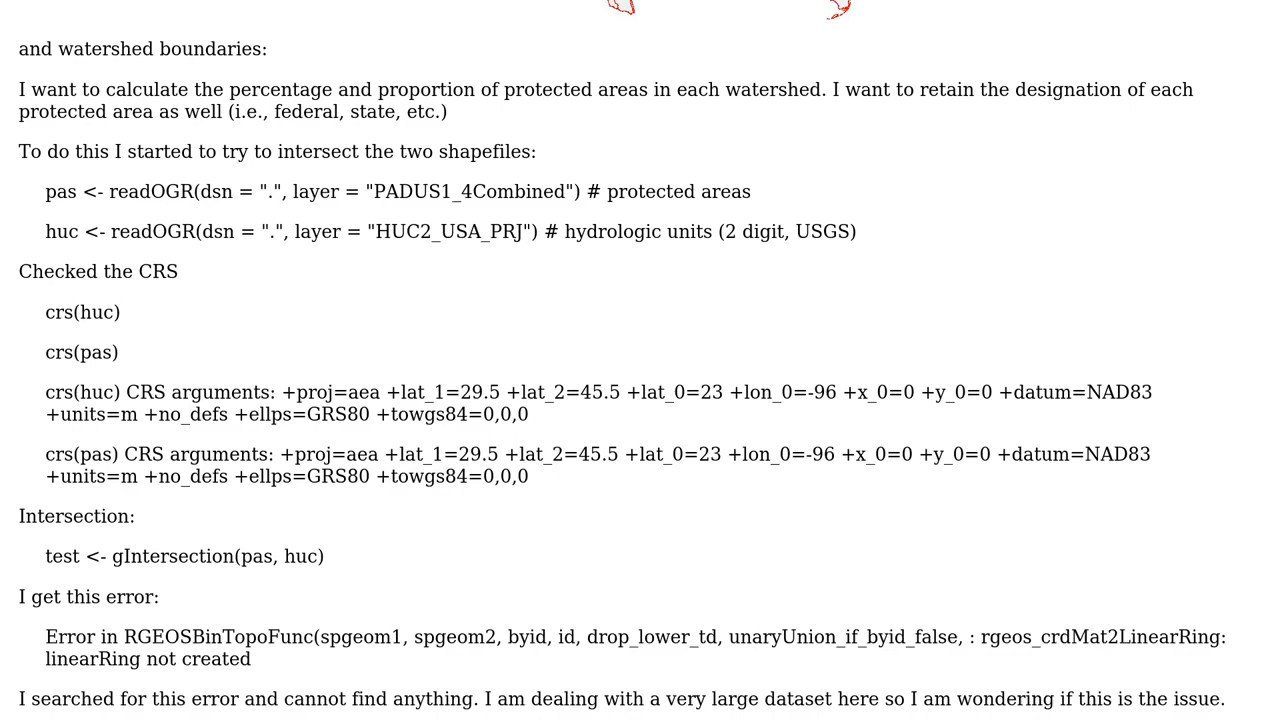 and watershed boundaries:
I want to calculate the percentage and proportion of protected areas in each watershed. I want to retain the designation of each
protected area as well (i.e., federal, state, etc.)
To do this I started to try to intersect the two shapefiles:
pas <- readOGR(dsn = ".", layer = "PADUS1_4Combined") # protected areas
huc <- readOGR(dsn = ".", layer = "HUC2_USA_PRJ") # hydrologic units (2 digit, USGS)
Checked the CRS
crs(huc)
crs(pas)
crs(huc) CRS arguments: +proj=aea +lat_1=29.5 +lat_2=45.5 +lat_0=23 +lon_0=-96 +x_0=0 +y_0=0 +datum=NAD83
+units=m +no_defs +ellps=GRS80 +towgs84=0,0,0
crs(pas) CRS arguments: +proj=aea +lat_1=29.5 +lat_2=45.5 +lat_0=23 +lon_0=-96 +x_0=0 +y_0=0 +datum=NAD83
+units=m +no_defs +ellps=GRS80 +towgs84=0,0,0
Intersection:
test <- gIntersection(pas, huc)
I get this error:
Error in RGEOSBinTopoFunc(spgeom1, spgeom2, byid, id, drop_lower_td, unaryUnion_if_byid_false, : rgeos_crdMat2LinearRing:
linearRing not created
I searched for this error and cannot find anything. I am dealing with a very large dataset here so I am wondering if this is the issue.